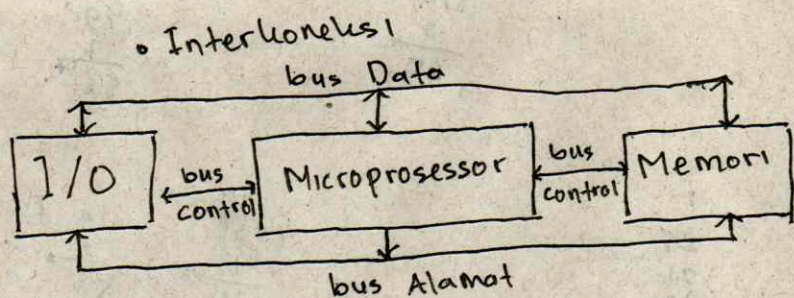 • Interkoneksi
bus Data
I/O
bus
control
Microprosessor
bus
control
Memori
bus Alamat